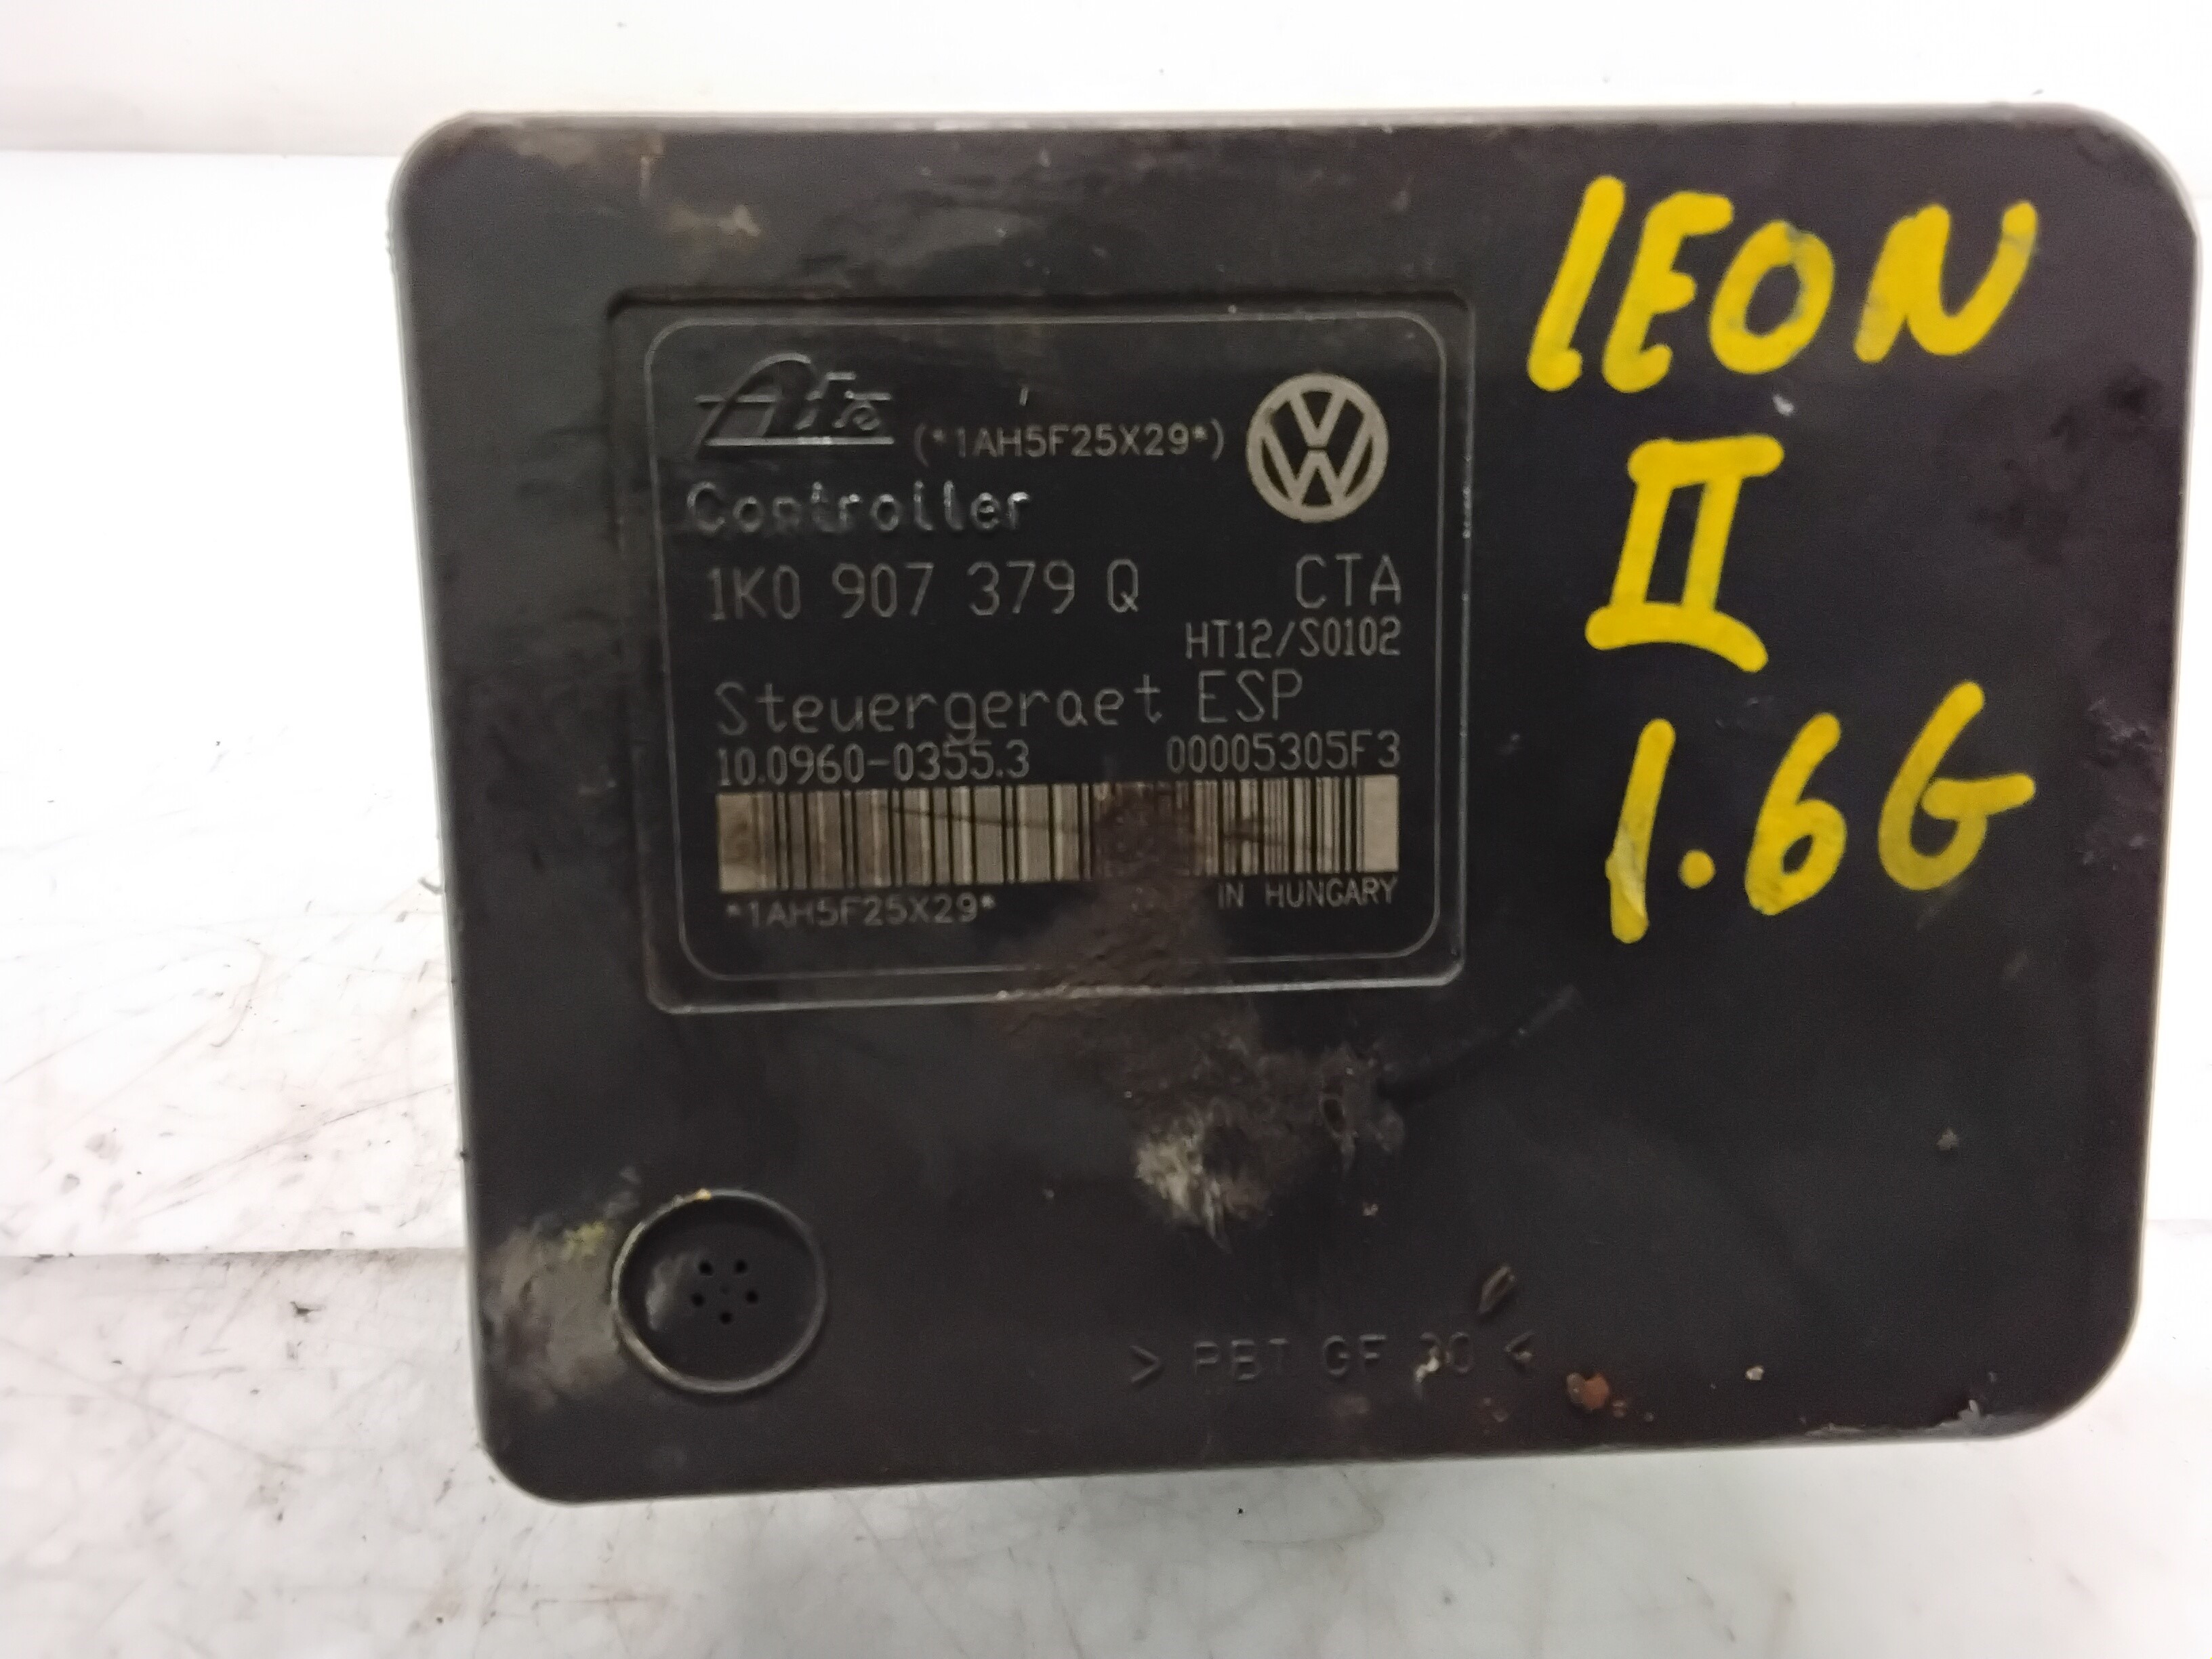 Ate (*1AH5F25X29*)
Controller
1K0 907 379 Q CTA
HT12/S0102
Steuergeraet ESP
10.0960-0355.3 00005305F3
*1AH5F25X29* IN HUNGARY
LEON
II
1.6G
> PBT GF 30 <